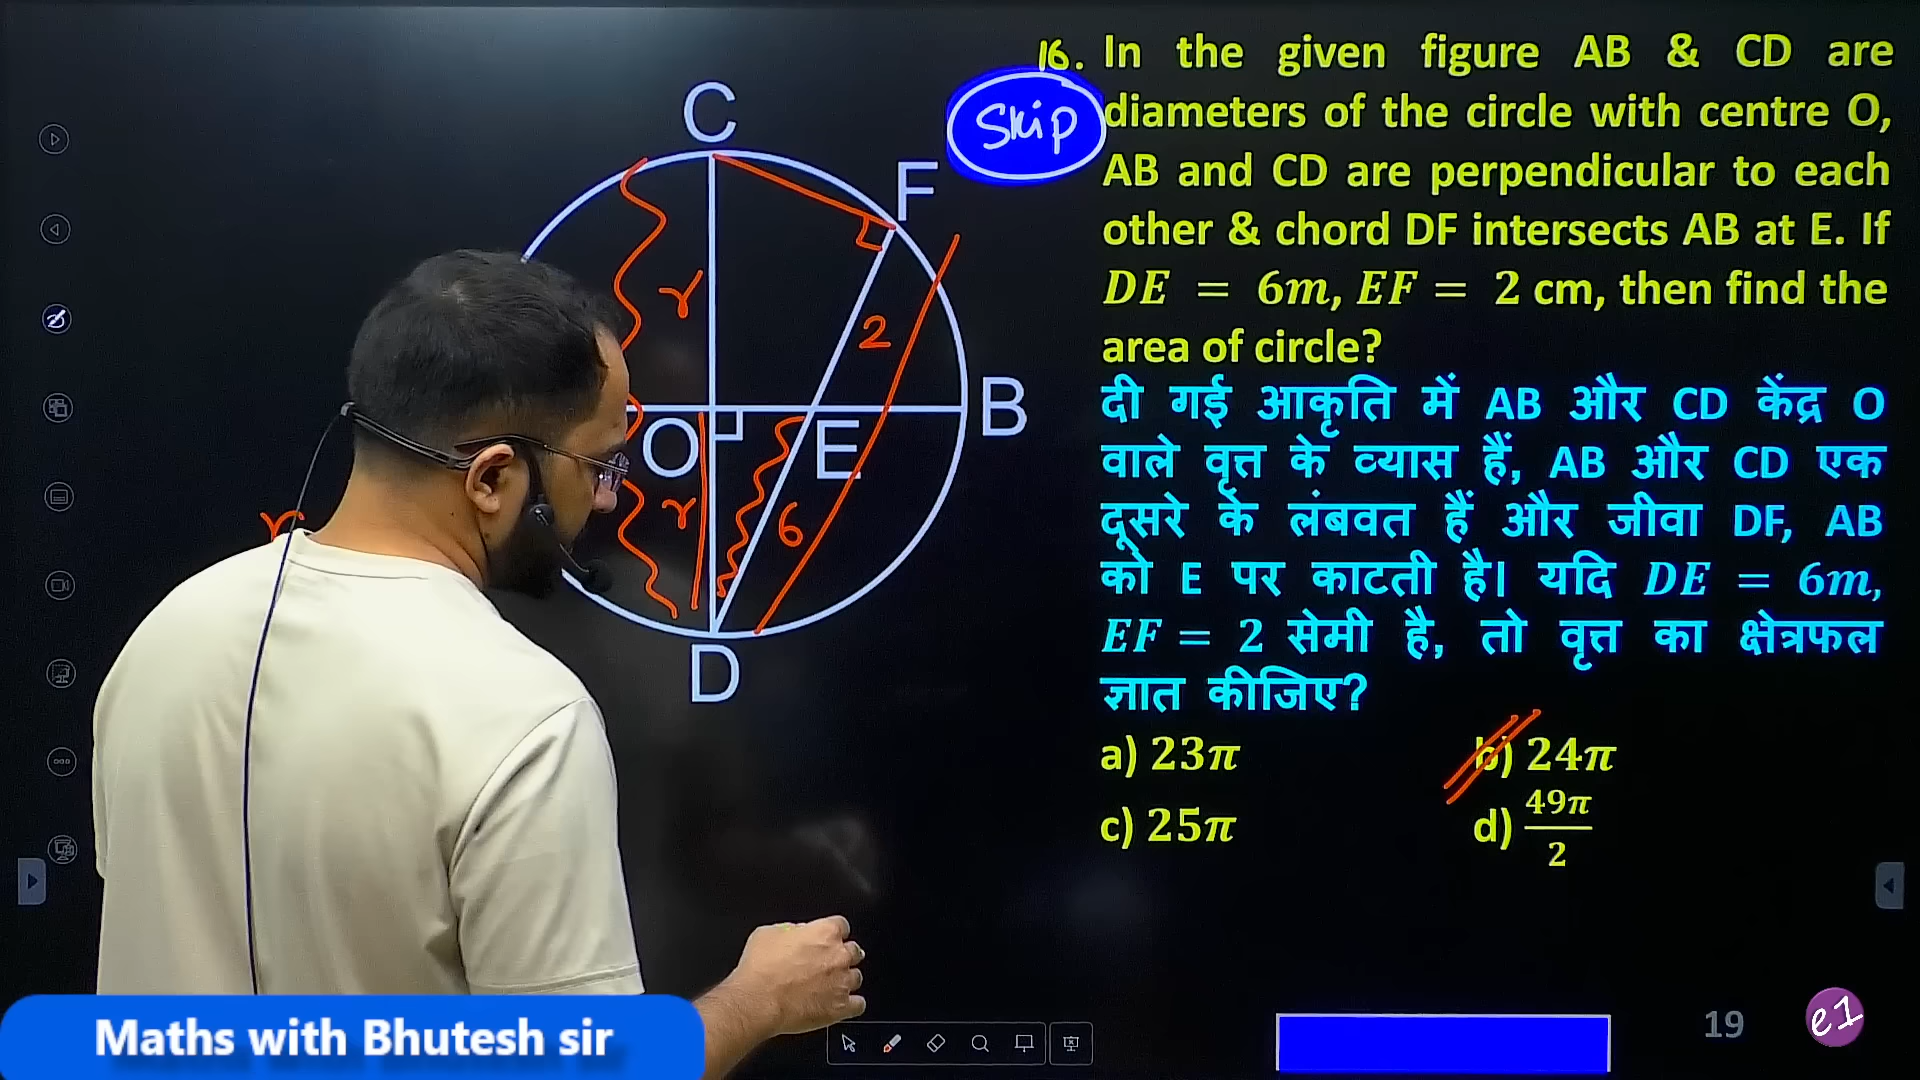 16. In the given figure AB & CD are
Skip
diameters of the circle with centre O,
AB and CD are perpendicular to each
other & chord DF intersects AB at E. If
DE = 6m, EF = 2 cm, then find the
area of circle?
दी गई आकृति में AB और CD केंद्र O
वाले वृत्त के व्यास हैं, AB और CD एक
दूसरे के लंबवत हैं और जीवा DF, AB
को E पर काटती है। यदि DE = 6m,
EF = 2 सेमी है, तो वृत्त का क्षेत्रफल
ज्ञात कीजिए?
a) 23π b) 24π
c) 25π d) 49π/2
C
F
r
2
B
O
E
r
6
r
D
Maths with Bhutesh sir
19
e1